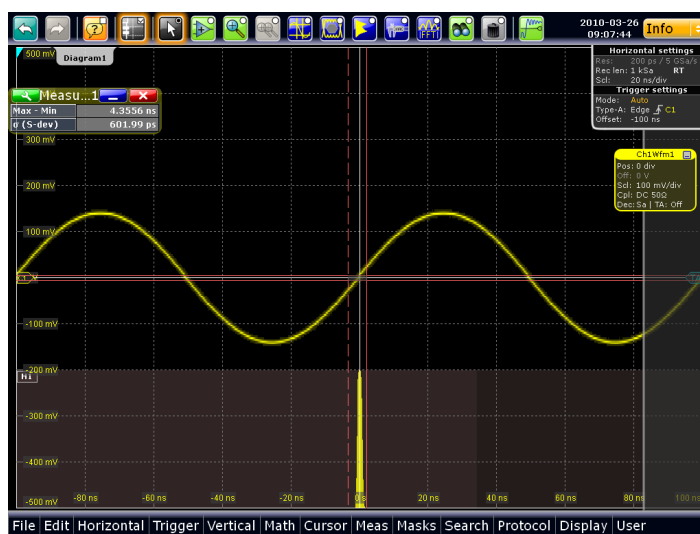 2010-03-26
09:07:44
Info
500 mV
Diagram1
Horizontal settings
Res: 200 ps / 5 GSa/s
Rec len: 1 kSa RT
Scl: 20 ns/div
Trigger settings
Mode: Auto
Type-A: Edge C1
Offset: -100 ns
Measu...1
Max - Min 4.3556 ns
σ (S-dev) 601.99 ps
300 mV
200 mV
100 mV
Ch1Wfm1
Pos: 0 div
Off: 0 V
Scl: 100 mV/div
Cpl: DC 50Ω
Dec: Sa | TA: Off
C1
TA
-100 mV
-200 mV
Hi
-300 mV
-400 mV
-500 mV
-80 ns
-60 ns
-40 ns
-20 ns
0 s
20 ns
40 ns
60 ns
80 ns
100 ns
File Edit Horizontal Trigger Vertical Math Cursor Meas Masks Search Protocol Display User